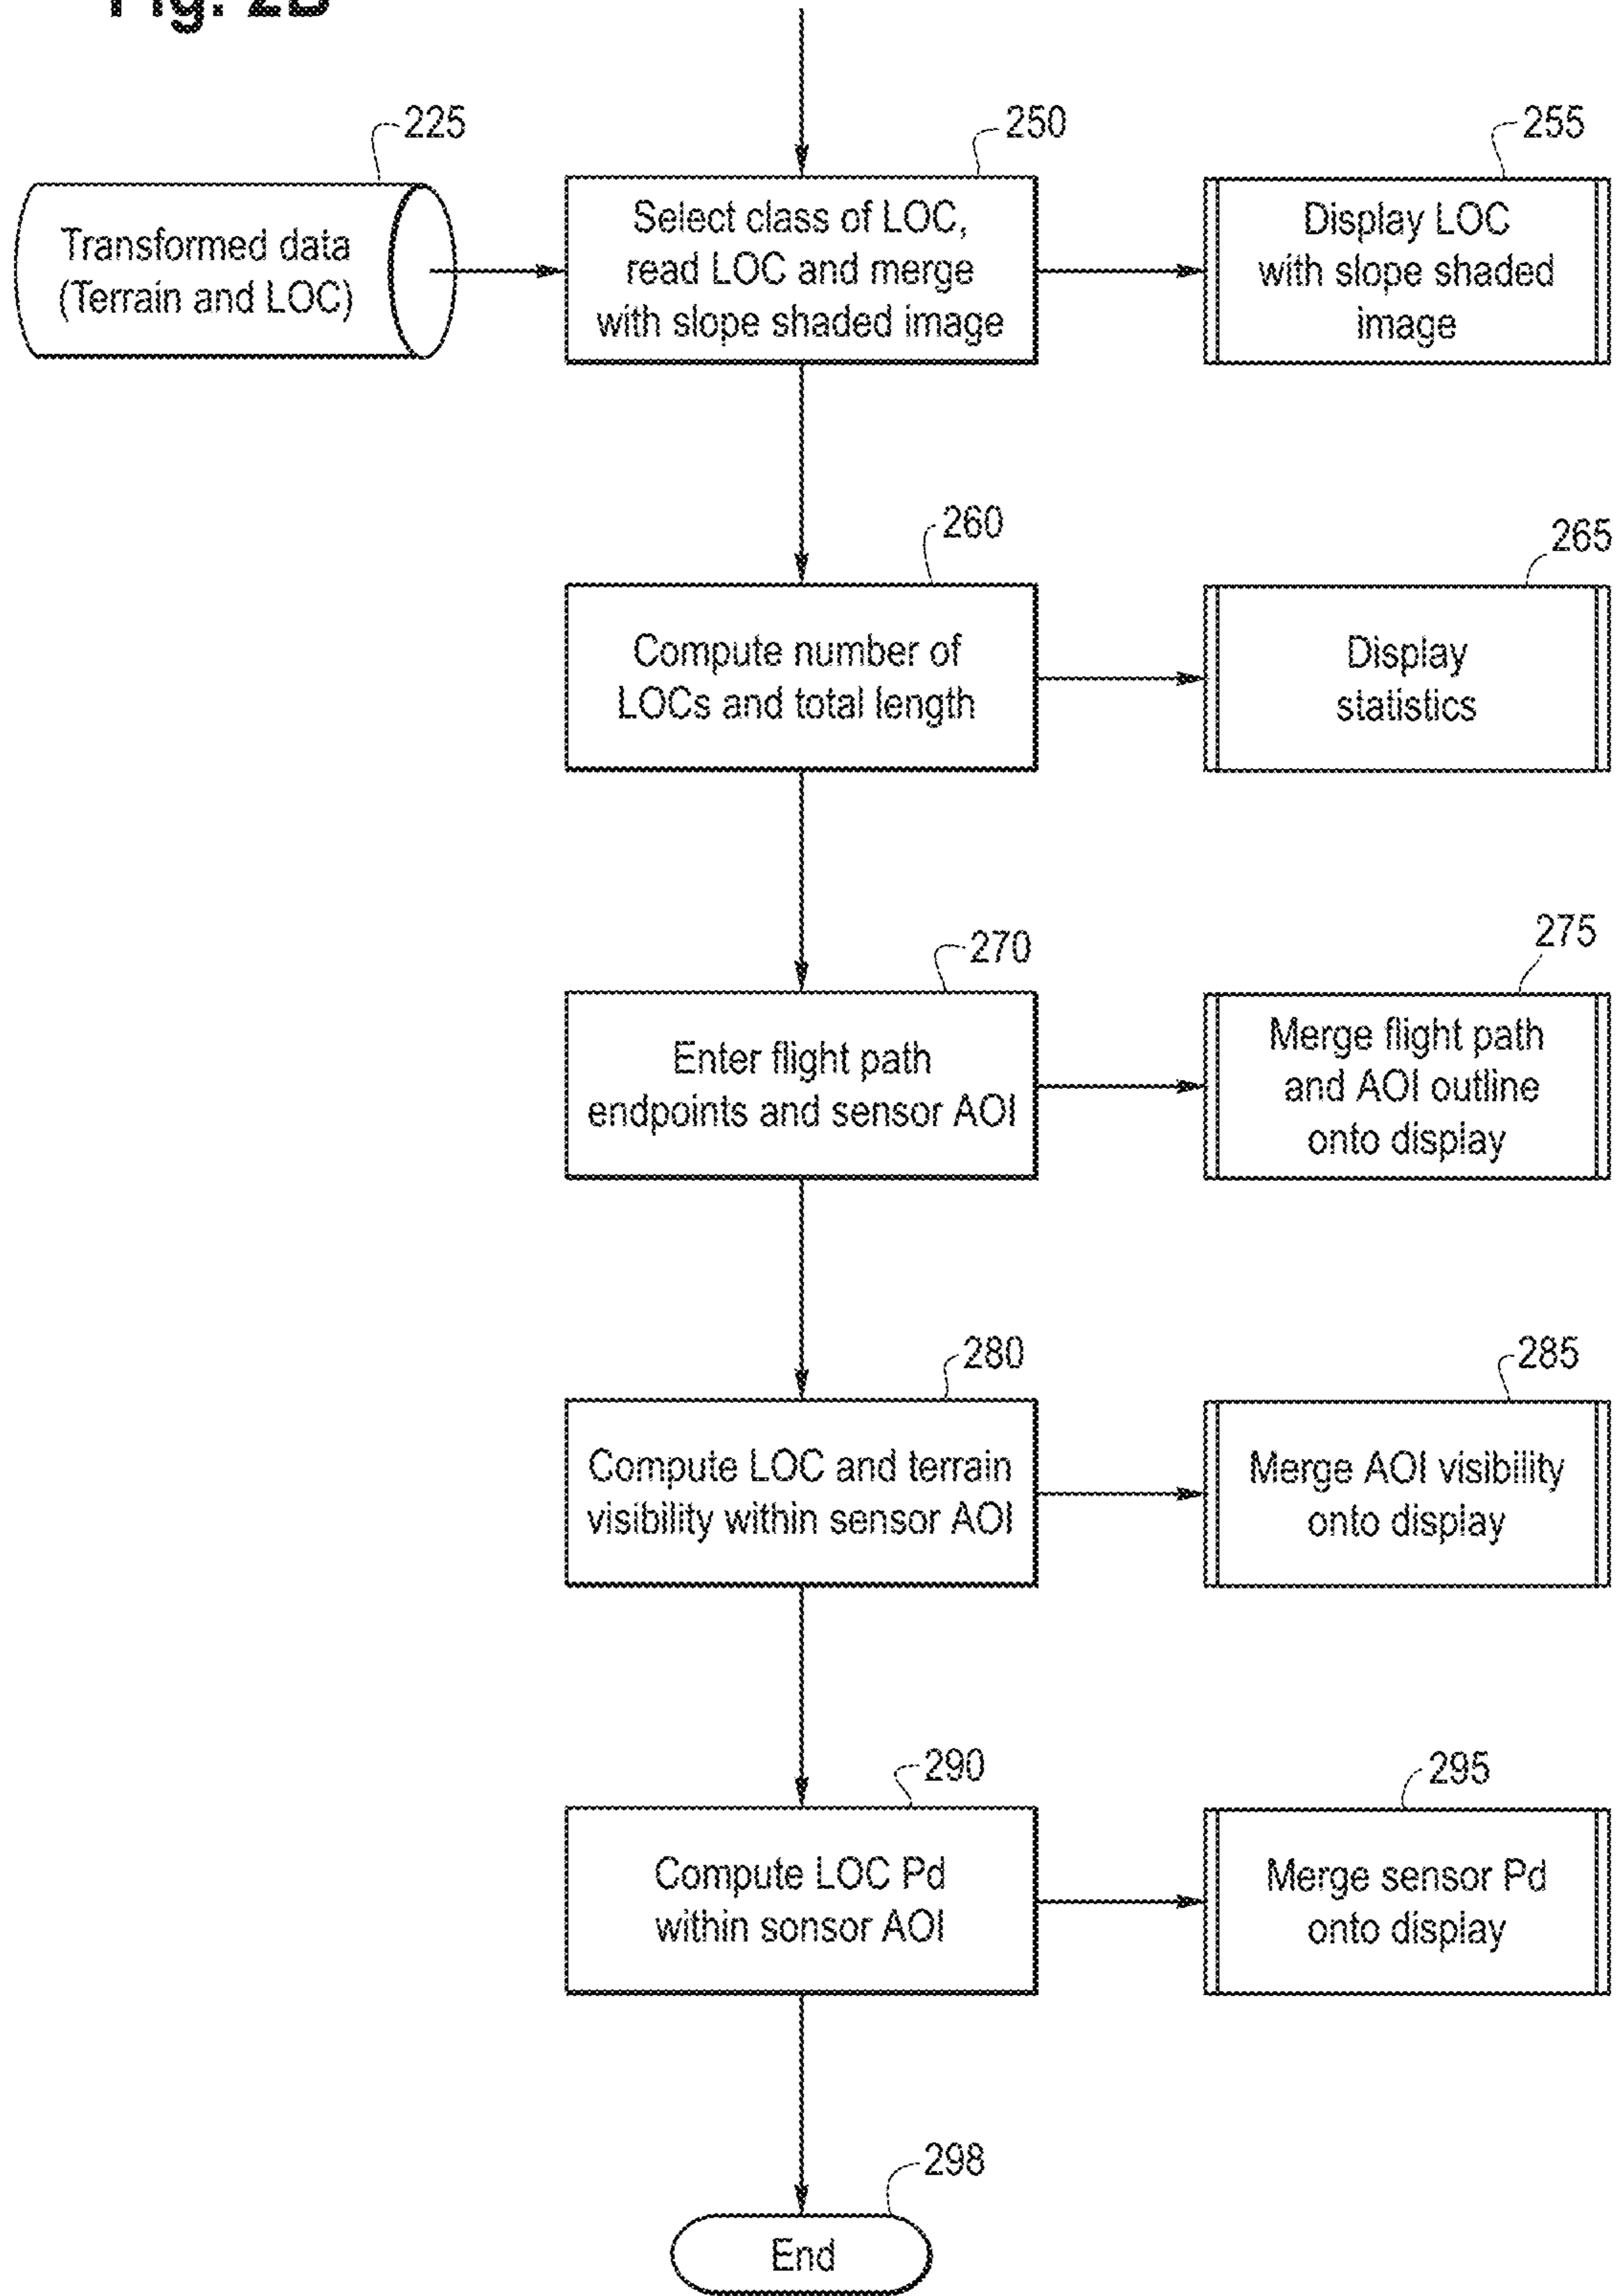 Fig. 2B
225
250
255
Transformed data
(Terrain and LOC)
Select class of LOC,
read LOC and merge
with slope shaded image
Display LOC
with slope shaded
image
260
265
Compute number of
LOCs and total length
Display
statistics
270
275
Enter flight path
endpoints and sensor AOI
Merge flight path
and AOI outline
onto display
280
285
Compute LOC and terrain
visibility within sensor AOI
Merge AOI visibility
onto display
290
295
Compute LOC Pd
within sonsor AOI
Merge sensor Pd
onto display
298
End